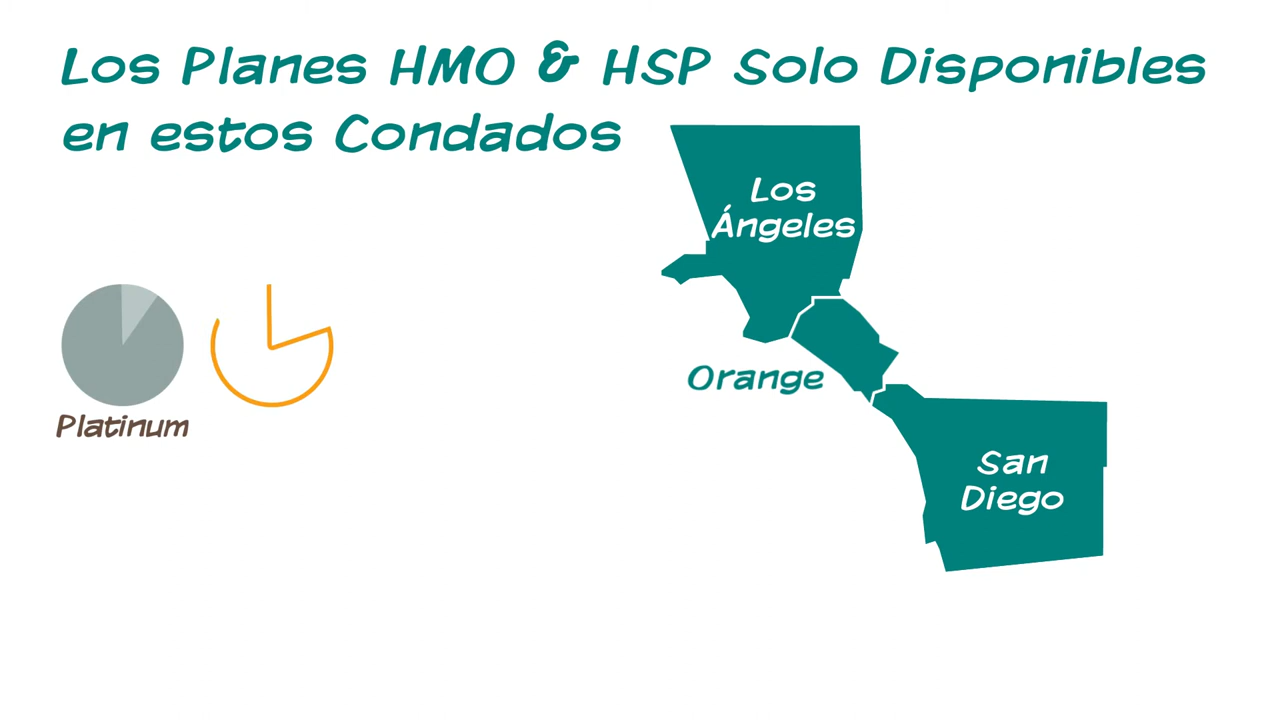 Los Planes HMO & HSP Solo Disponibles
en estos Condados
Los
Ángeles
Orange
San
Diego
Platinum